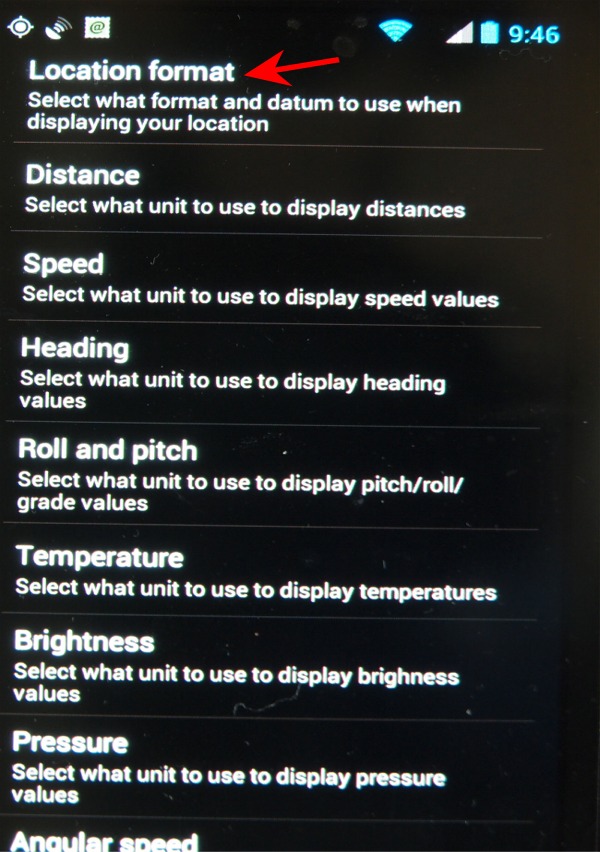 9:46
Location format
Select what format and datum to use when
displaying your location
Distance
Select what unit to use to display distances
Speed
Select what unit to use to display speed values
Heading
Select what unit to use to display heading
values
Roll and pitch
Select what unit to use to display pitch/roll/
grade values
Temperature
Select what unit to use to display temperatures
Brightness
Select what unit to use to display brighness
values
Pressure
Select what unit to use to display pressure
values
Angular speed